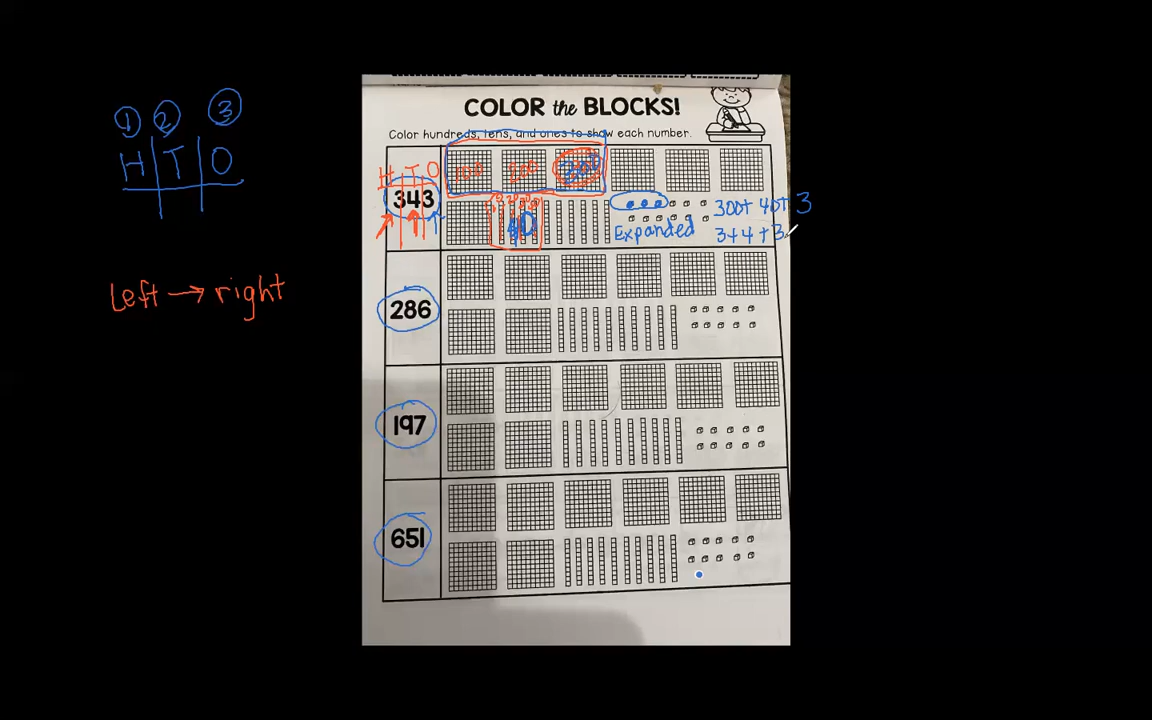 ① ② ③
H T O
left → right
COLOR the BLOCKS!
Color hundreds, tens, and ones to show each number.
H T O
100 200 300
343
40
300 + 40 + 3
Expanded
3 + 4 + 3
286
197
651